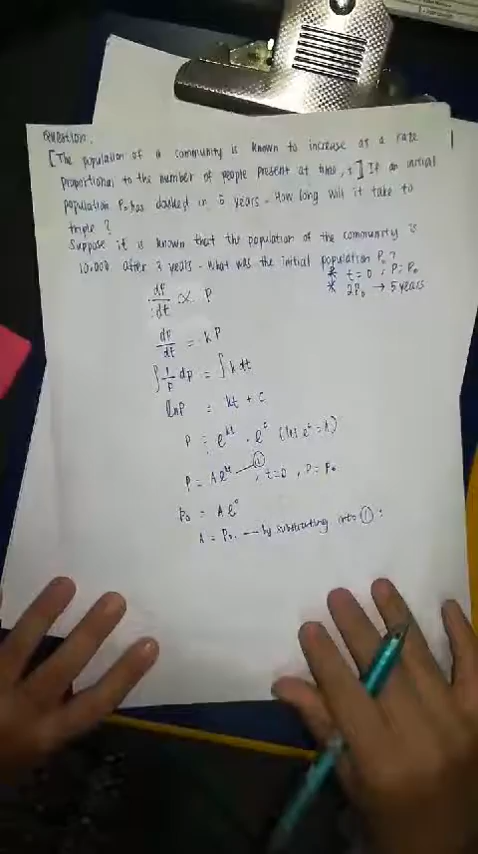 Question.
[The population of a community is known to increase at a rate
proportional to the number of people present at time, t] If an initial
population P₀ has doubled in 5 years. How long will it take to
triple ?
Suppose it is known that the population of the community is
10,000 after 3 years. What was the initial population P₀ ?
* t=0 ; P=P₀
* 2P₀ → 5 years
dP/dt ∝ P
dP/dt = kP
∫ 1/P dP = ∫ k dt
ln P = kt + c
P = e^kt . e^c (let e^c = A)
P = Ae^kt — ① , t=0 , P=P₀
P₀ = A e^0
A = P₀. — by substituting into ① :